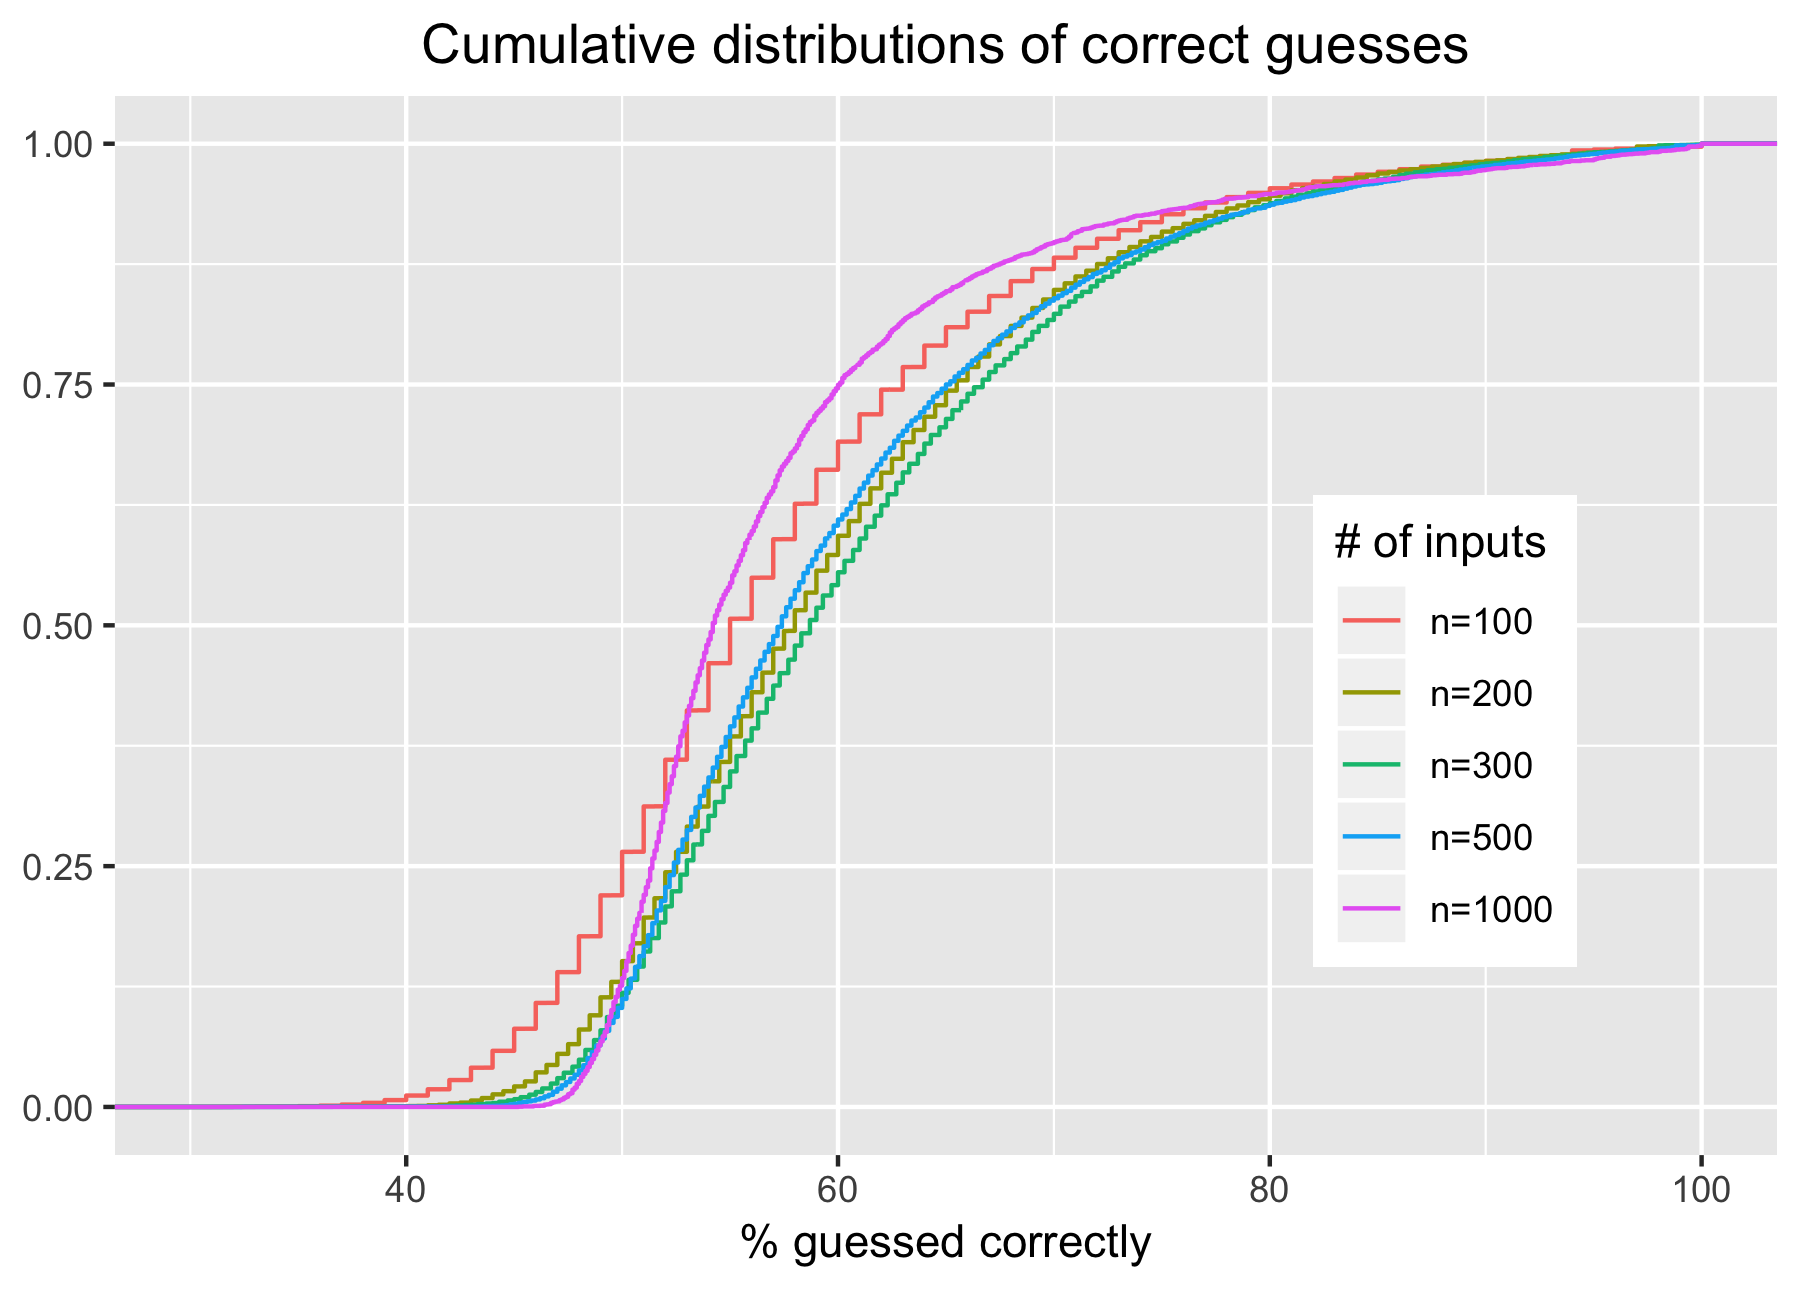 Cumulative distributions of correct guesses
1.00
0.75
0.50
0.25
0.00
# of inputs
n=100
n=200
n=300
n=500
n=1000
40 60 80 100
% guessed correctly